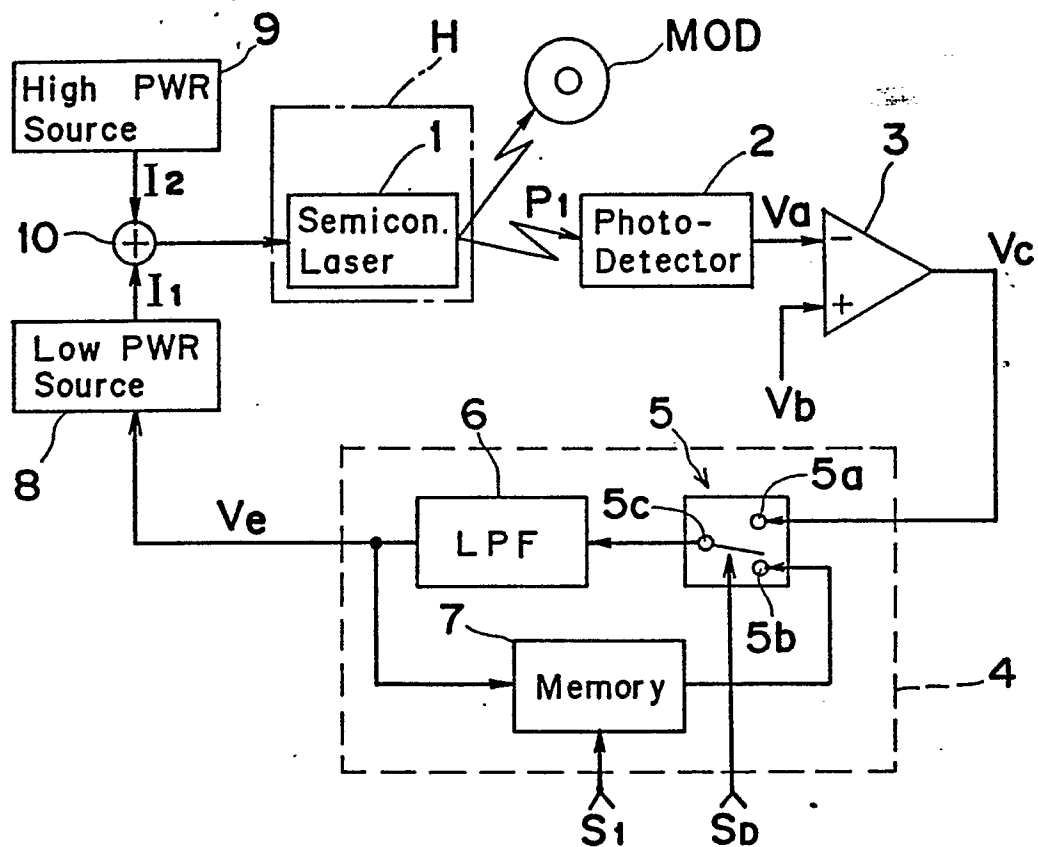 9
High PWR
Source
H
MOD
I2
10
1
Semicon.
Laser
P1
2
Photo-
Detector
Va
3
−
+
Vc
Vb
I1
Low PWR
Source
8
Ve
6
LPF
5
5a
5c
5b
7
Memory
4
S1
SD
+